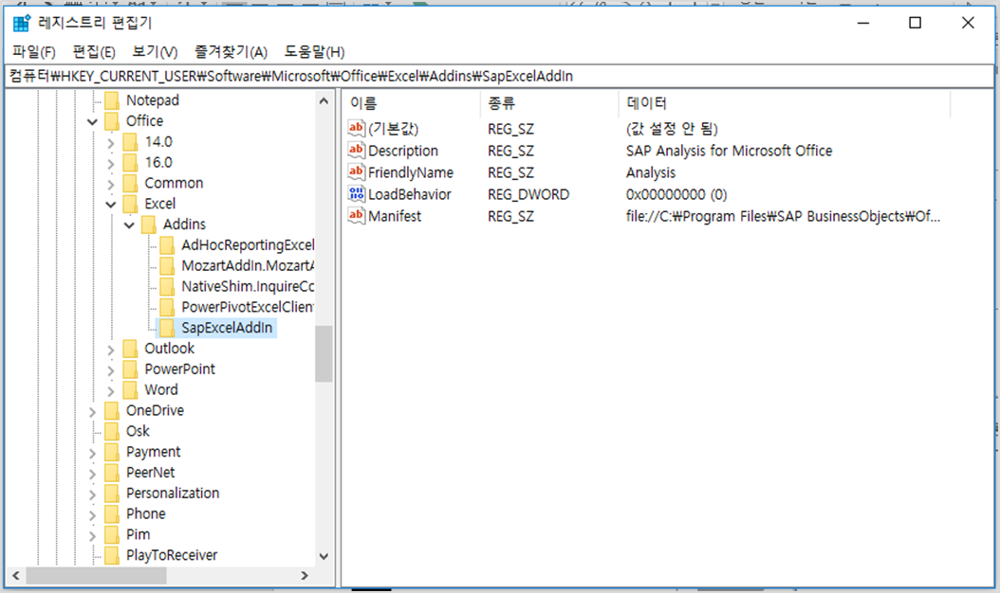 레지스트리 편집기
파일(F) 편집(E) 보기(V) 즐겨찾기(A) 도움말(H)
컴퓨터₩HKEY_CURRENT_USER₩Software₩Microsoft₩Office₩Excel₩Addins₩SapExcelAddIn
Notepad
Office
14.0
16.0
Common
Excel
Addins
AdHocReportingExcel
MozartAddIn.MozartA
NativeShim.InquireCo
PowerPivotExcelClien
SapExcelAddIn
Outlook
PowerPoint
Word
OneDrive
Osk
Payment
PeerNet
Personalization
Phone
Pim
PlayToReceiver
이름 종류 데이터
(기본값) REG_SZ (값 설정 안 됨)
Description REG_SZ SAP Analysis for Microsoft Office
FriendlyName REG_SZ Analysis
LoadBehavior REG_DWORD 0x00000000 (0)
Manifest REG_SZ file://C:₩Program Files₩SAP BusinessObjects₩Of...